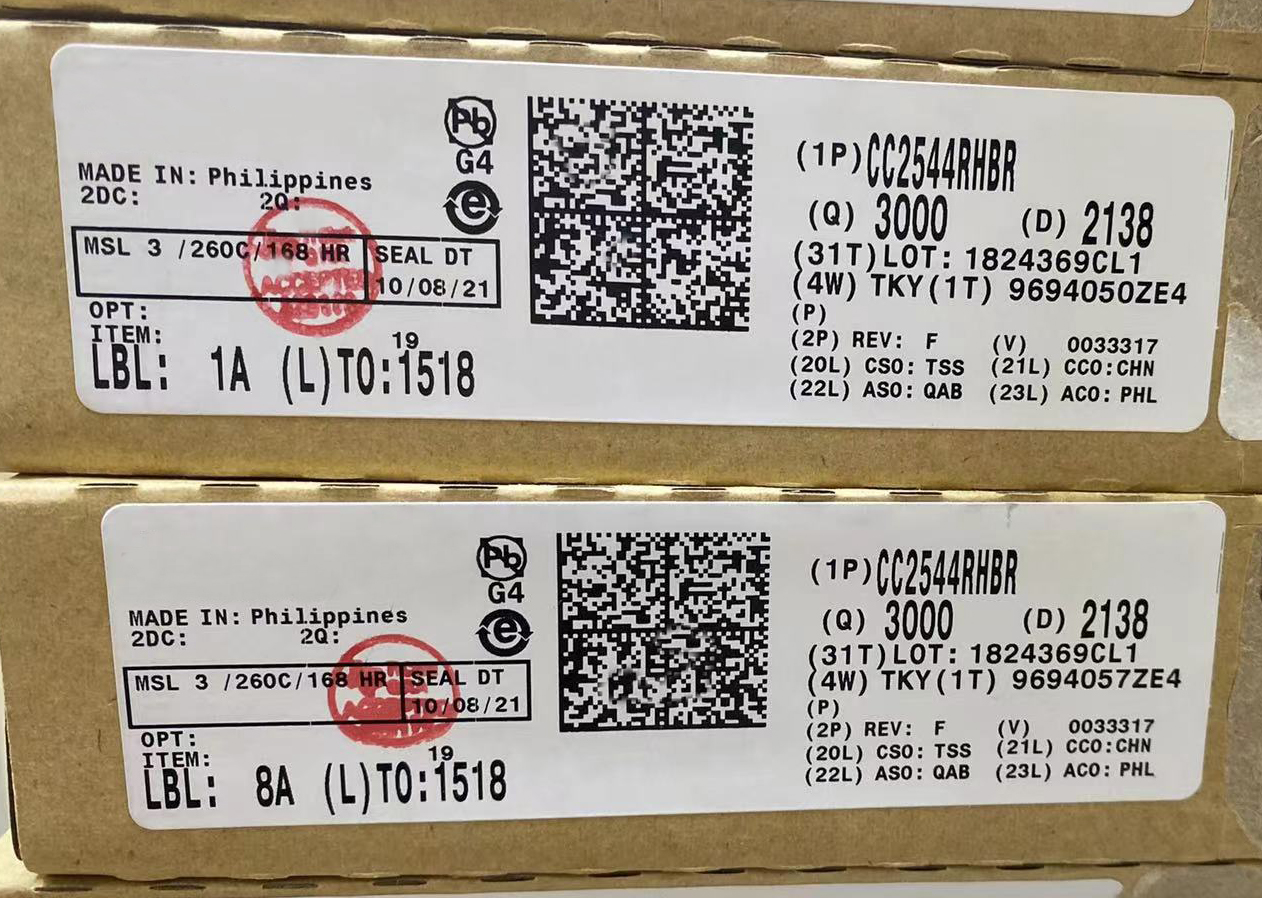 MADE IN: Philippines
2DC: 2Q:
MSL 3 /260C/168 HR SEAL DT
10/08/21
OPT:
ITEM:
19
LBL: 1A (L)TO:1518
Pb
G4
e
(1P)CC2544RHBR
(Q) 3000 (D) 2138
(31T)LOT: 1824369CL1
(4W) TKY(1T) 9694050ZE4
(P)
(2P) REV: F (V) 0033317
(20L) CSO: TSS (21L) CCO:CHN
(22L) ASO: QAB (23L) ACO: PHL
MADE IN: Philippines
2DC: 2Q:
MSL 3 /260C/168 HR SEAL DT
10/08/21
OPT:
ITEM:
19
LBL: 8A (L)TO:1518
Pb
G4
e
(1P)CC2544RHBR
(Q) 3000 (D) 2138
(31T)LOT: 1824369CL1
(4W) TKY(1T) 9694057ZE4
(P)
(2P) REV: F (V) 0033317
(20L) CSO: TSS (21L) CCO:CHN
(22L) ASO: QAB (23L) ACO: PHL